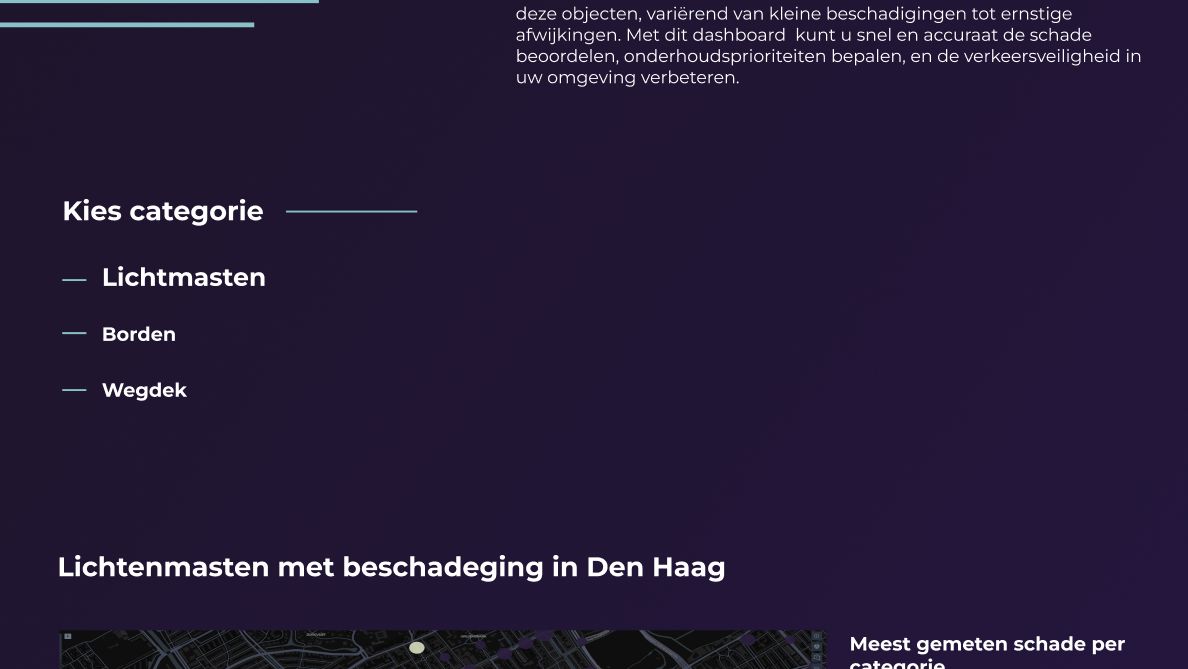 deze objecten, variërend van kleine beschadigingen tot ernstige
afwijkingen. Met dit dashboard  kunt u snel en accuraat de schade
beoordelen, onderhoudsprioriteiten bepalen, en de verkeersveiligheid in
uw omgeving verbeteren.
Kies categorie
Lichtmasten
Borden
Wegdek
Lichtenmasten met beschadeging in Den Haag
Meest gemeten schade per
categorie